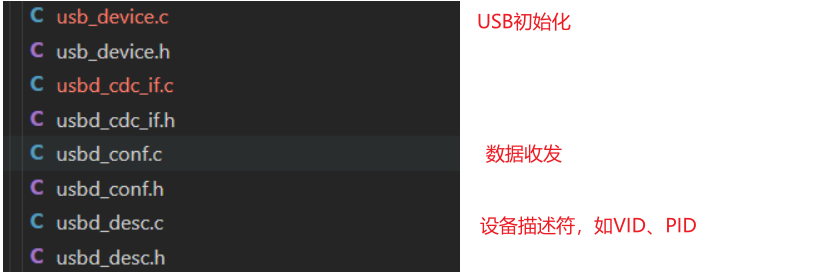 C usb_device.c USB初始化
C usb_device.h
C usbd_cdc_if.c
C usbd_cdc_if.h
C usbd_conf.c 数据收发
C usbd_conf.h
C usbd_desc.c 设备描述符，如VID、PID
C usbd_desc.h